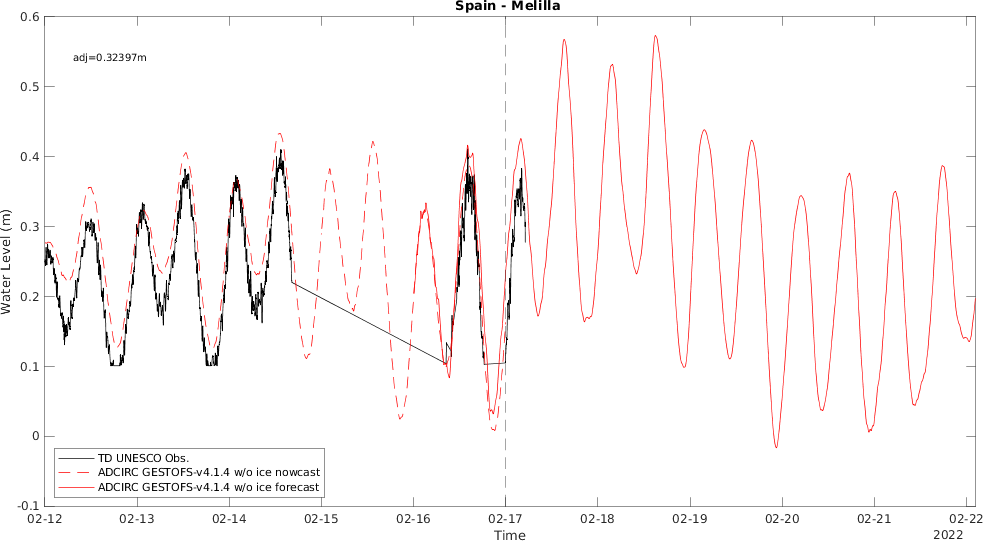 Spain - Melilla
adj=0.32397m
Water Level (m)
0.6
0.5
0.4
0.3
0.2
0.1
0
-0.1
TD UNESCO Obs.
ADCIRC GESTOFS-v4.1.4 w/o ice nowcast
ADCIRC GESTOFS-v4.1.4 w/o ice forecast
02-12 02-13 02-14 02-15 02-16 02-17 02-18 02-19 02-20 02-21 02-22
2022
Time